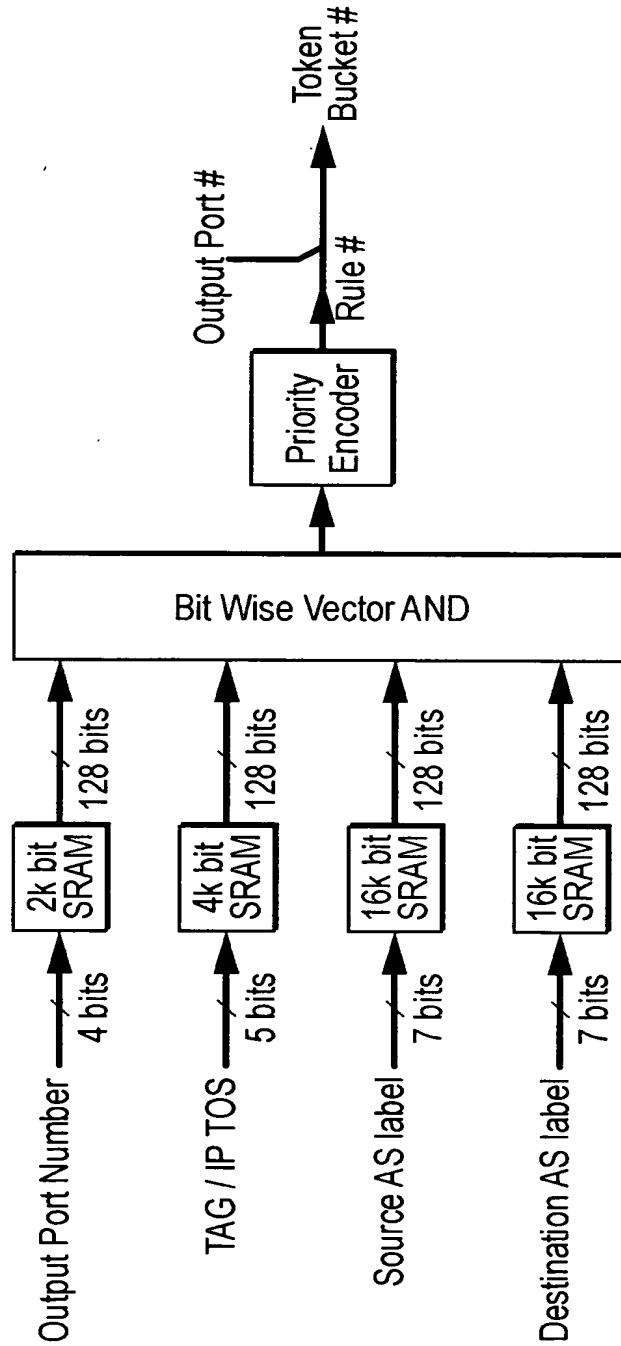 Output Port Number
4 bits
2k bit
SRAM
128 bits
TAG / IP TOS
5 bits
4k bit
SRAM
128 bits
Source AS label
7 bits
16k bit
SRAM
128 bits
Destination AS label
7 bits
16k bit
SRAM
128 bits
Bit Wise Vector AND
Priority
Encoder
Output Port #
Rule #
Token
Bucket #